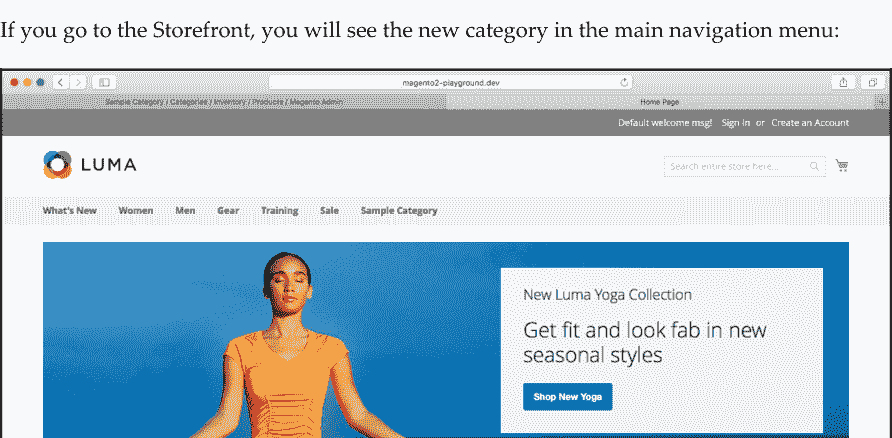 If you go to the Storefront, you will see the new category in the main navigation menu:
magento2-playground.dev
Sample Category / Categories / Inventory / Products / Magento Admin
Home Page
Default welcome msg! Sign In or Create an Account
LUMA
Search entire store here...
What's New Women Men Gear Training Sale Sample Category
New Luma Yoga Collection
Get fit and look fab in new
seasonal styles
Shop New Yoga